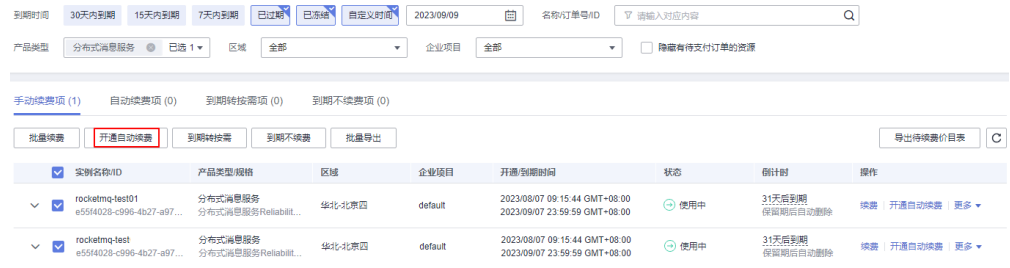 到期时间 30天内到期 15天内到期 7天内到期 已过期 已冻结 自定义时间 2023/09/09 名称/订单号/ID 请输入对应内容
产品类型 分布式消息服务 已选 1 区域 全部 企业项目 全部 隐藏有待支付订单的资源
手动续费项 (1) 自动续费项 (0) 到期转按需项 (0) 到期不续费项 (0)
批量续费 开通自动续费 到期转按需 到期不续费 批量导出 导出待续费价目表
实例名称/ID 产品类型/规格 区域 企业项目 开通/到期时间 状态 倒计时 操作
rocketmq-test01 分布式消息服务 华北-北京四 default 2023/08/07 09:15:44 GMT+08:00 使用中 31天后到期 续费 开通自动续费 更多
e55f4028-c996-4b27-a97... 分布式消息服务Reliabilit... 2023/09/07 23:59:59 GMT+08:00 保留期后自动删除
rocketmq-test 分布式消息服务 华北-北京四 default 2023/08/07 09:15:44 GMT+08:00 使用中 31天后到期 续费 开通自动续费 更多
e55f4028-c996-4b27-a97... 分布式消息服务Reliabilit... 2023/09/07 23:59:59 GMT+08:00 保留期后自动删除